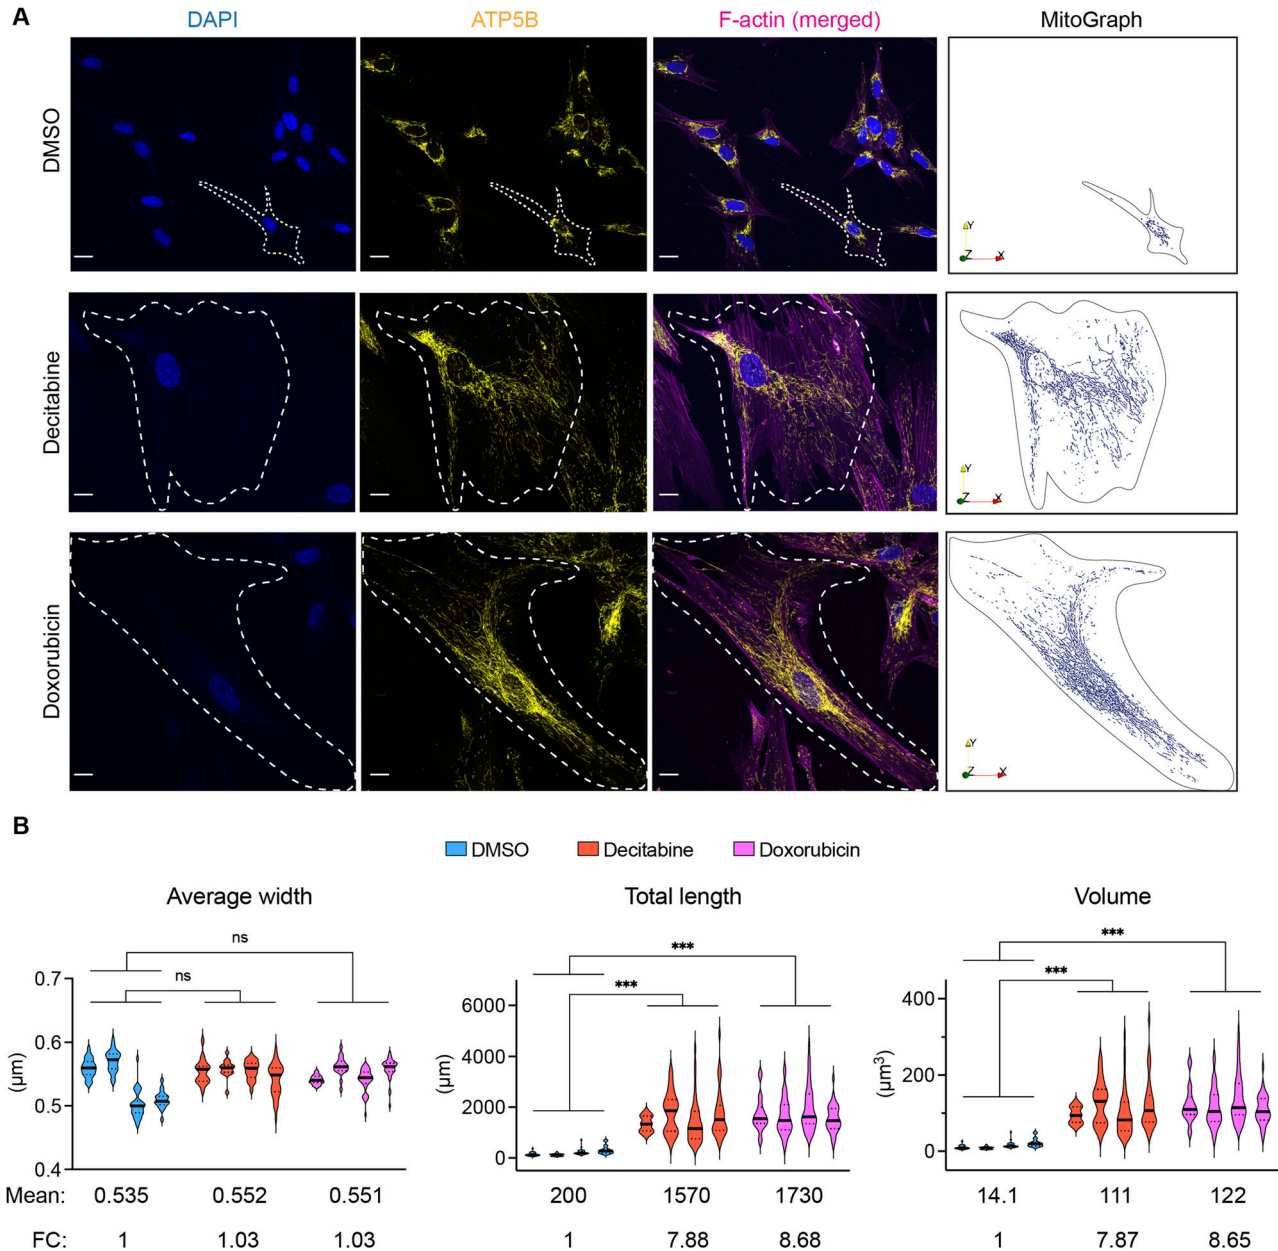 A
DAPI ATP5B F-actin (merged) MitoGraph
DMSO
Y
Z X
Decitabine
Y
Z X
Doxorubicin
Y
Z X
B
DMSO Decitabine Doxorubicin
Average width Total length Volume
ns *** ***
ns *** ***
0.7 6000 400
0.6 4000
(μm) (μm) 200 (μm³)
0.5 2000
0.4 0 0
Mean: 0.535 0.552 0.551 200 1570 1730 14.1 111 122
FC: 1 1.03 1.03 1 7.88 8.68 1 7.87 8.65